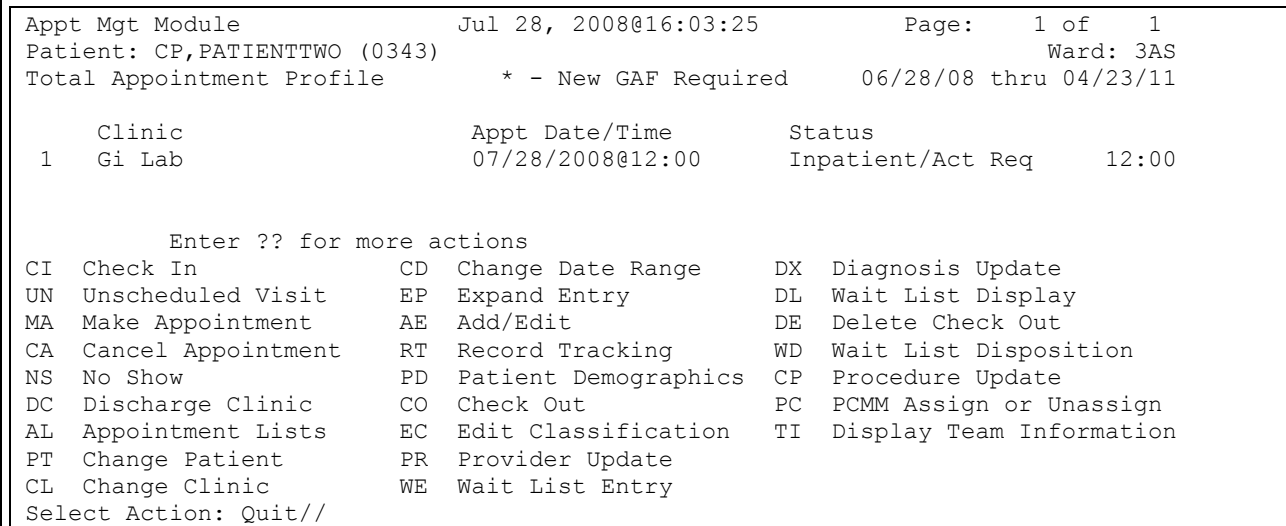 Appt Mgt Module Jul 28, 2008@16:03:25 Page: 1 of 1
Patient: CP,PATIENTTWO (0343) Ward: 3AS
Total Appointment Profile * - New GAF Required 06/28/08 thru 04/23/11
Clinic Appt Date/Time Status
1 Gi Lab 07/28/2008@12:00 Inpatient/Act Req 12:00
Enter ?? for more actions
CI Check In CD Change Date Range DX Diagnosis Update
UN Unscheduled Visit EP Expand Entry DL Wait List Display
MA Make Appointment AE Add/Edit DE Delete Check Out
CA Cancel Appointment RT Record Tracking WD Wait List Disposition
NS No Show PD Patient Demographics CP Procedure Update
DC Discharge Clinic CO Check Out PC PCMM Assign or Unassign
AL Appointment Lists EC Edit Classification TI Display Team Information
PT Change Patient PR Provider Update
CL Change Clinic WE Wait List Entry
Select Action: Quit//